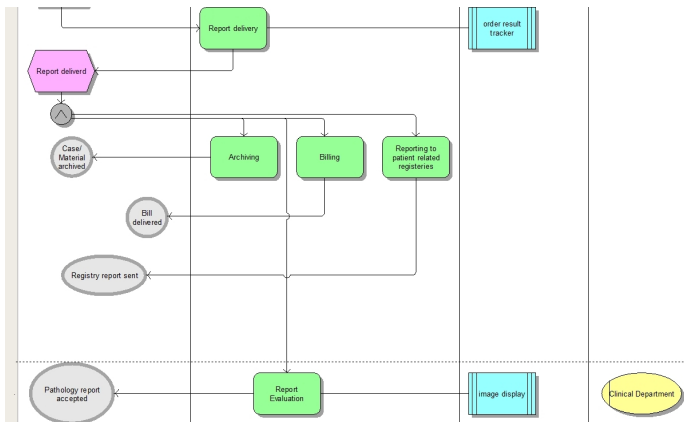 Report delivery
order result
tracker
Report deliverd
Case/
Material
archived
Archiving
Billing
Reporting to
patient related
registeries
Bill
delivered
Registry report sent
Pathology report
accepted
Report
Evaluation
image display
Clinical Department